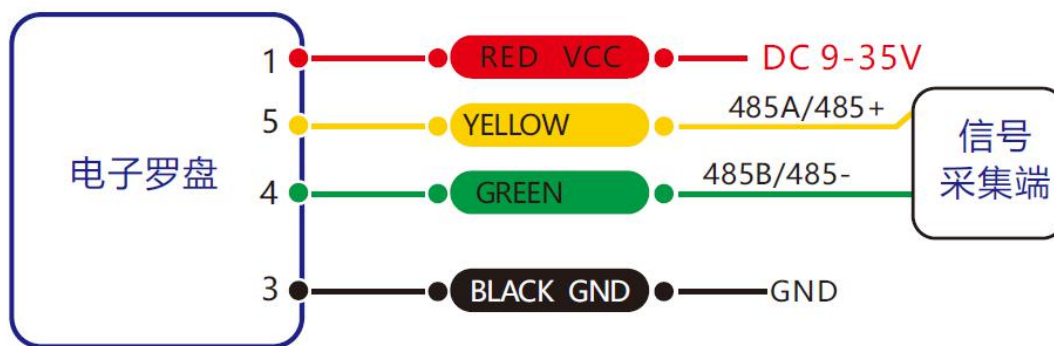 电子罗盘
1 RED VCC DC 9-35V
5 YELLOW 485A/485+
4 GREEN 485B/485-
3 BLACK GND GND
信号
采集端